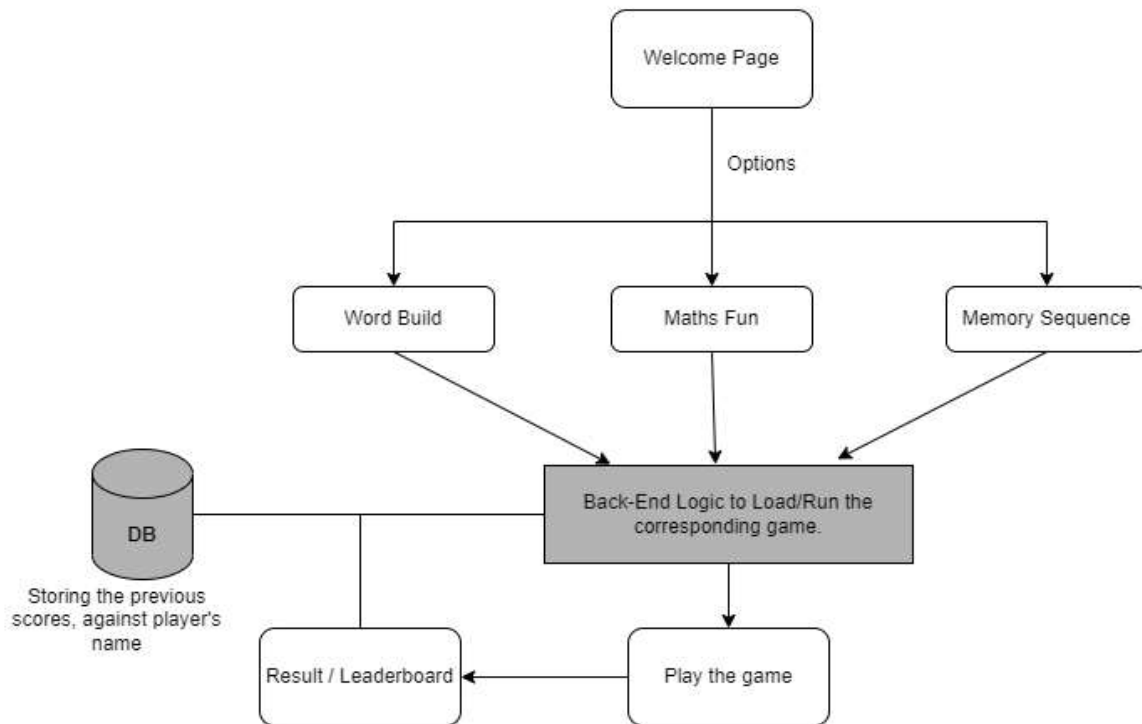 Welcome Page
Options
Word Build
Maths Fun
Memory Sequence
Back-End Logic to Load/Run the
corresponding game.
DB
Storing the previous
scores, against player's
name
Result / Leaderboard
Play the game